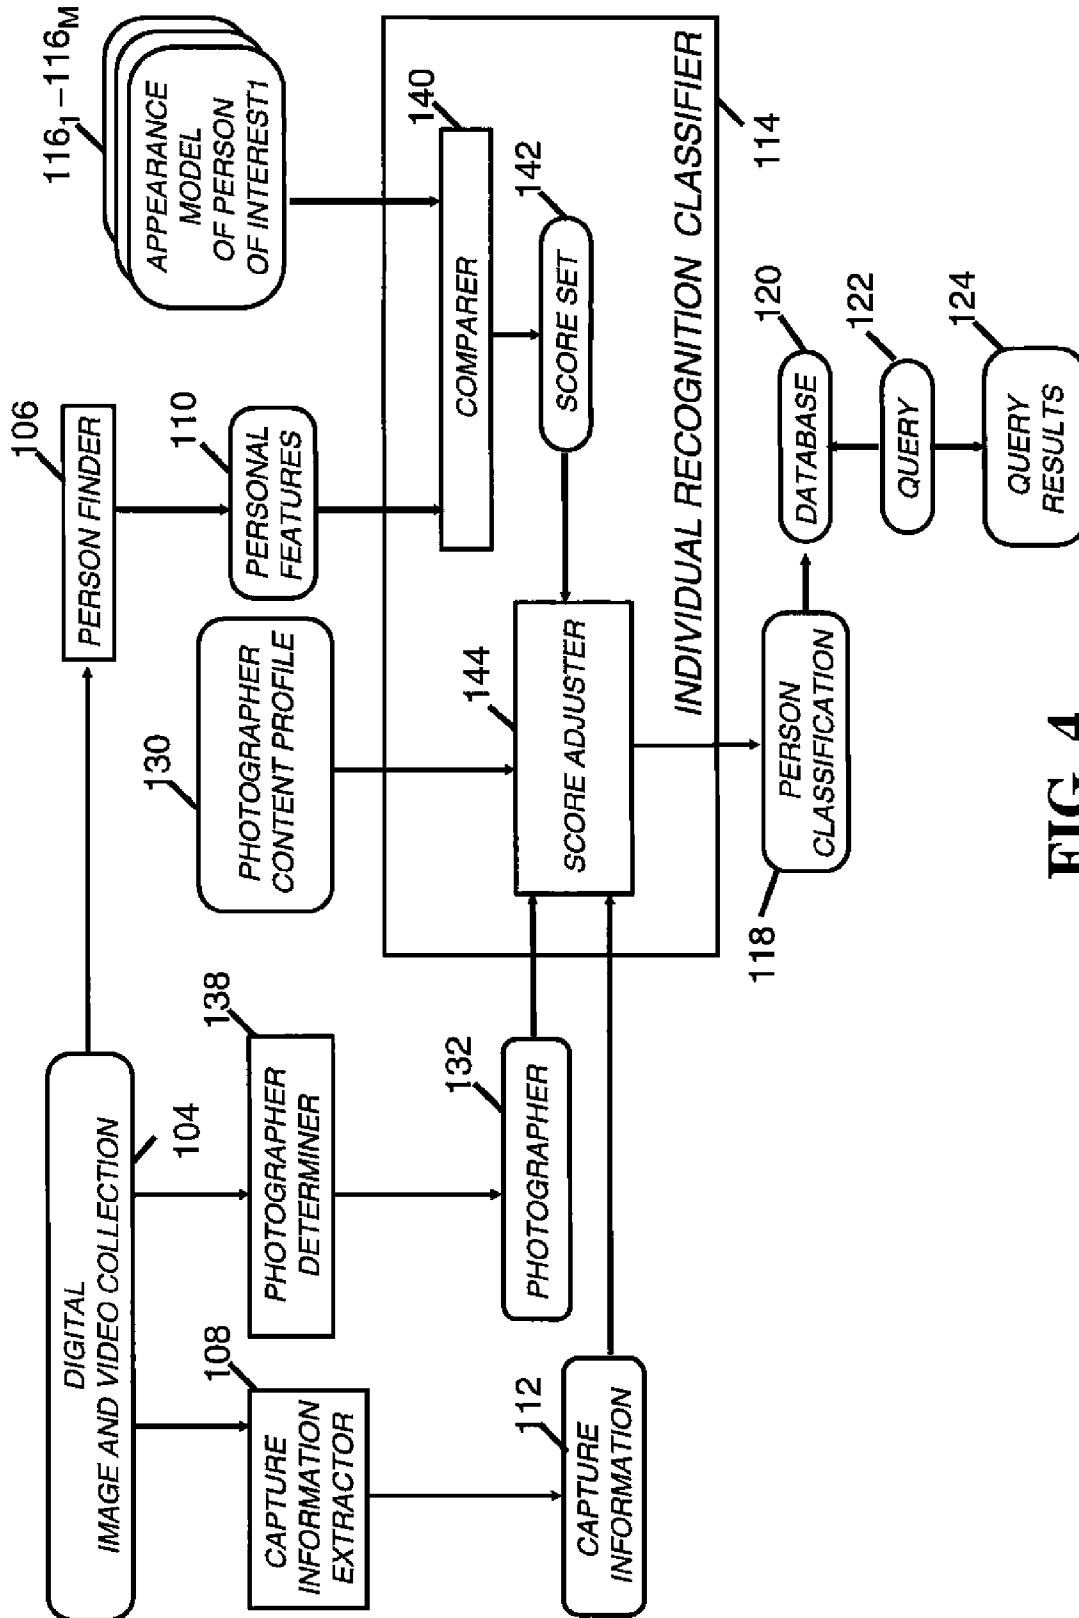 DIGITAL
IMAGE AND VIDEO COLLECTION
104
PERSON FINDER
106
116₁–116ₘ
APPEARANCE
MODEL
OF PERSON
OF INTEREST1
CAPTURE
INFORMATION
EXTRACTOR
108
PHOTOGRAPHER
DETERMINER
138
PHOTOGRAPHER
CONTENT PROFILE
130
PERSONAL
FEATURES
110
CAPTURE
INFORMATION
112
PHOTOGRAPHER
132
SCORE ADJUSTER
144
COMPARER
140
SCORE SET
142
INDIVIDUAL RECOGNITION CLASSIFIER
114
PERSON
CLASSIFICATION
118
DATABASE
120
QUERY
122
QUERY
RESULTS
124
FIG. 4